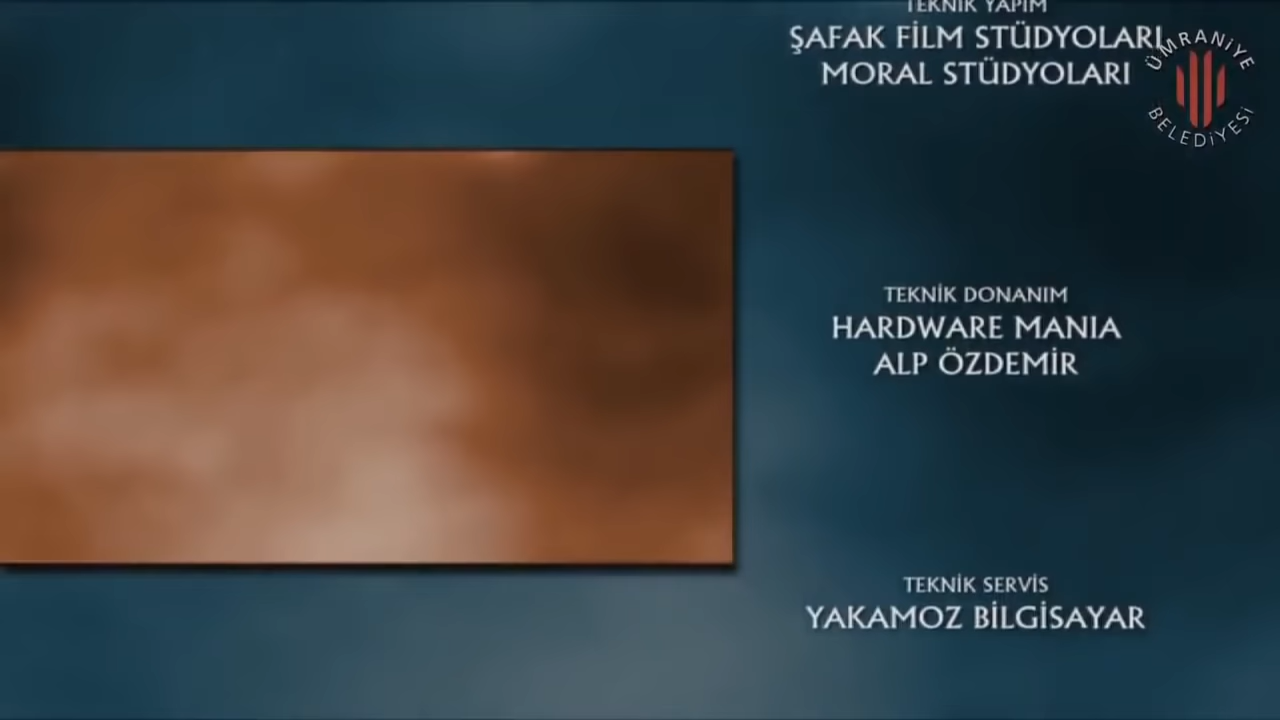 TEKNİK YAPIM
ŞAFAK FİLM STÜDYOLARI
MORAL STÜDYOLARI
ÜMRANİYE
BELEDİYESİ
TEKNİK DONANIM
HARDWARE MANIA
ALP ÖZDEMİR
TEKNİK SERVİS
YAKAMOZ BİLGİSAYAR